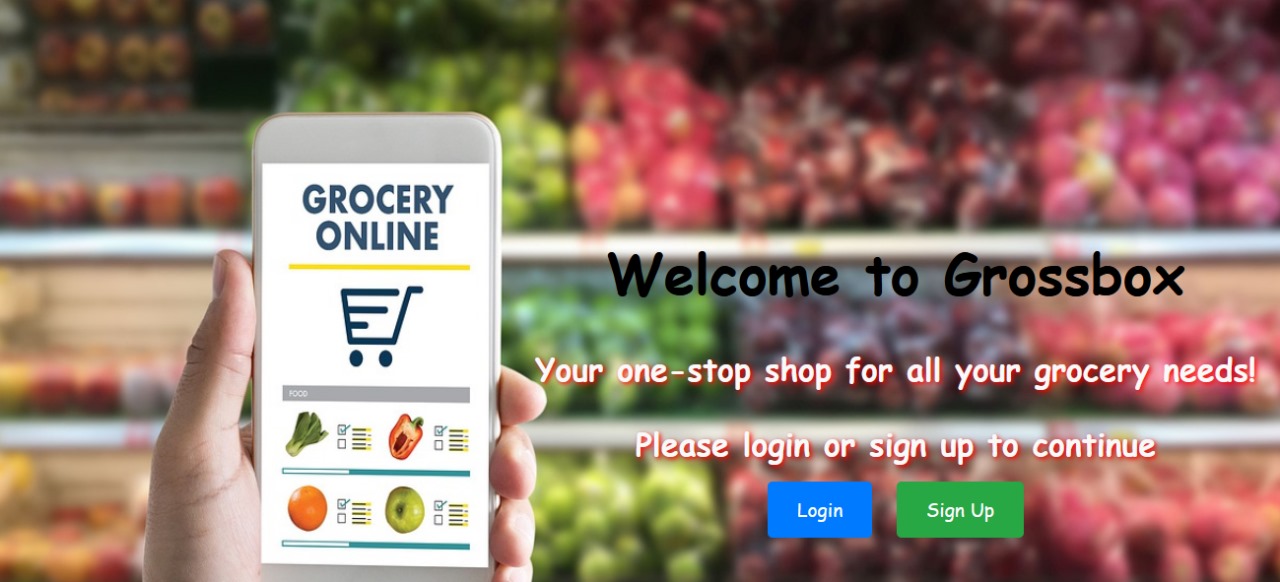 GROCERY
ONLINE
FOOD
Welcome to Grossbox
Your one-stop shop for all your grocery needs!
Please login or sign up to continue
Login
Sign Up